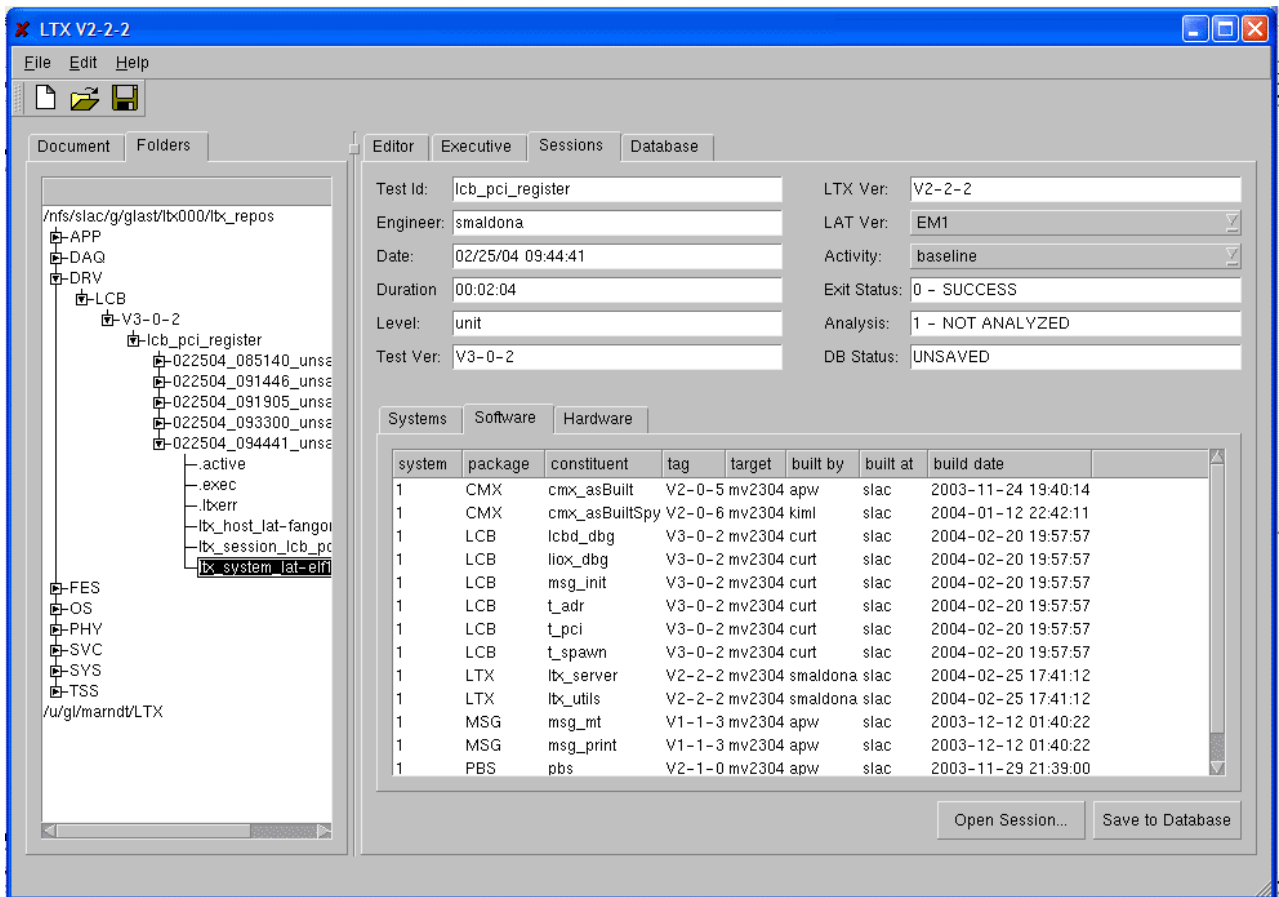 LTX V2-2-2
File Edit Help
Document Folders
/nfs/slac/g/glast/ltx000/ltx_repos
APP
DAQ
DRV
LCB
V3-0-2
lcb_pci_register
022504_085140_unsa
022504_091446_unsa
022504_091905_unsa
022504_093300_unsa
022504_094441_unsa
.active
.exec
.ltxerr
ltx_host_lat-fangor
ltx_session_lcb_pc
ltx_system_lat-elf1
FES
OS
PHY
SVC
SYS
TSS
/u/gl/marndt/LTX
Editor Executive Sessions Database
Test Id: lcb_pci_register LTX Ver: V2-2-2
Engineer: smaldona LAT Ver: EM1
Date: 02/25/04 09:44:41 Activity: baseline
Duration 00:02:04 Exit Status: 0 - SUCCESS
Level: unit Analysis: 1 - NOT ANALYZED
Test Ver: V3-0-2 DB Status: UNSAVED
Systems Software Hardware
system package constituent tag target built by built at build date
1 CMX cmx_asBuilt V2-0-5 mv2304 apw slac 2003-11-24 19:40:14
1 CMX cmx_asBuiltSpy V2-0-6 mv2304 kiml slac 2004-01-12 22:42:11
1 LCB lcbd_dbg V3-0-2 mv2304 curt slac 2004-02-20 19:57:57
1 LCB liox_dbg V3-0-2 mv2304 curt slac 2004-02-20 19:57:57
1 LCB msg_init V3-0-2 mv2304 curt slac 2004-02-20 19:57:57
1 LCB t_adr V3-0-2 mv2304 curt slac 2004-02-20 19:57:57
1 LCB t_pci V3-0-2 mv2304 curt slac 2004-02-20 19:57:57
1 LCB t_spawn V3-0-2 mv2304 curt slac 2004-02-20 19:57:57
1 LTX ltx_server V2-2-2 mv2304 smaldona slac 2004-02-25 17:41:12
1 LTX ltx_utils V2-2-2 mv2304 smaldona slac 2004-02-25 17:41:12
1 MSG msg_mt V1-1-3 mv2304 apw slac 2003-12-12 01:40:22
1 MSG msg_print V1-1-3 mv2304 apw slac 2003-12-12 01:40:22
1 PBS pbs V2-1-0 mv2304 apw slac 2003-11-29 21:39:00
Open Session... Save to Database